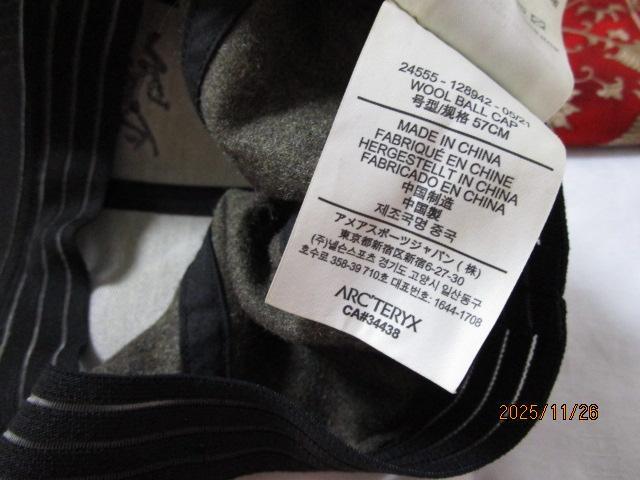 24555 - 128942 - 05/21
WOOL BALL CAP
号型/规格 57CM
MADE IN CHINA
FABRIQUÉ EN CHINE
HERGESTELLT IN CHINA
FABRICADO EN CHINA
中国制造
中国製
제조국명 중국
アメアスポーツジャパン (株)
東京都新宿区新宿6-27-30
(주)넬슨스포츠 경기도 고양시 일산동구
호수로 358-39 710호 대표번호: 1644-1708
ARC'TERYX
CA#34438
2025/11/26